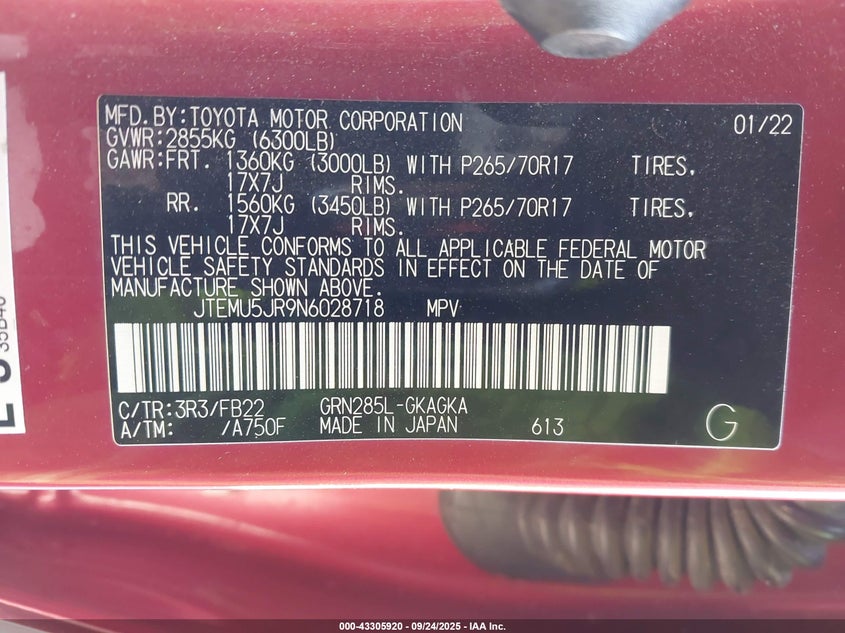 MFD.BY:TOYOTA MOTOR CORPORATION 01/22
GVWR:2855KG (6300LB)
GAWR:FRT. 1360KG (3000LB) WITH P265/70R17 TIRES,
17X7J RIMS.
RR. 1560KG (3450LB) WITH P265/70R17 TIRES,
17X7J RIMS.
THIS VEHICLE CONFORMS TO ALL APPLICABLE FEDERAL MOTOR
VEHICLE SAFETY STANDARDS IN EFFECT ON THE DATE OF
MANUFACTURE SHOWN ABOVE.
JTEMU5JR9N6028718 MPV
C/TR:3R3/FB22 GRN285L-GKAGKA
A/TM: /A750F MADE IN JAPAN 613 G
000-43305920 - 09/24/2025 - IAA Inc.